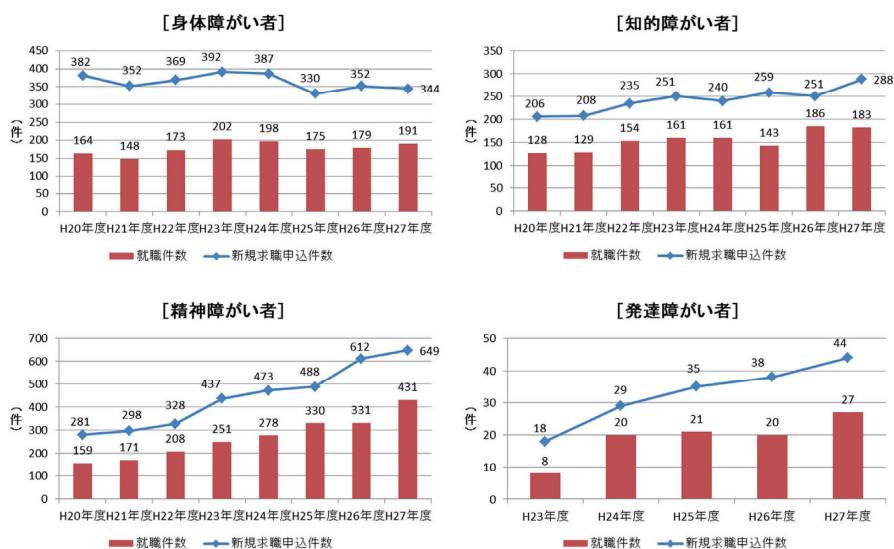 ［身体障がい者］
450
400
350
300
250
200
150
100
50
0
（件）
382 352 369 392 387 330 352 344
164 148 173 202 198 175 179 191
H20年度 H21年度 H22年度 H23年度 H24年度 H25年度 H26年度 H27年度
就職件数 新規求職申込件数
［知的障がい者］
350
300
250
200
150
100
50
0
（件）
206 208 235 251 240 259 251 288
128 129 154 161 161 143 186 183
H20年度 H21年度 H22年度 H23年度 H24年度 H25年度 H26年度 H27年度
就職件数 新規求職申込件数
［精神障がい者］
700
600
500
400
300
200
100
0
（件）
281 298 328 437 473 488 612 649
159 171 208 251 278 330 331 431
H20年度 H21年度 H22年度 H23年度 H24年度 H25年度 H26年度 H27年度
就職件数 新規求職申込件数
［発達障がい者］
50
40
30
20
10
0
（件）
18 29 35 38 44
8 20 21 20 27
H23年度 H24年度 H25年度 H26年度 H27年度
就職件数 新規求職申込件数